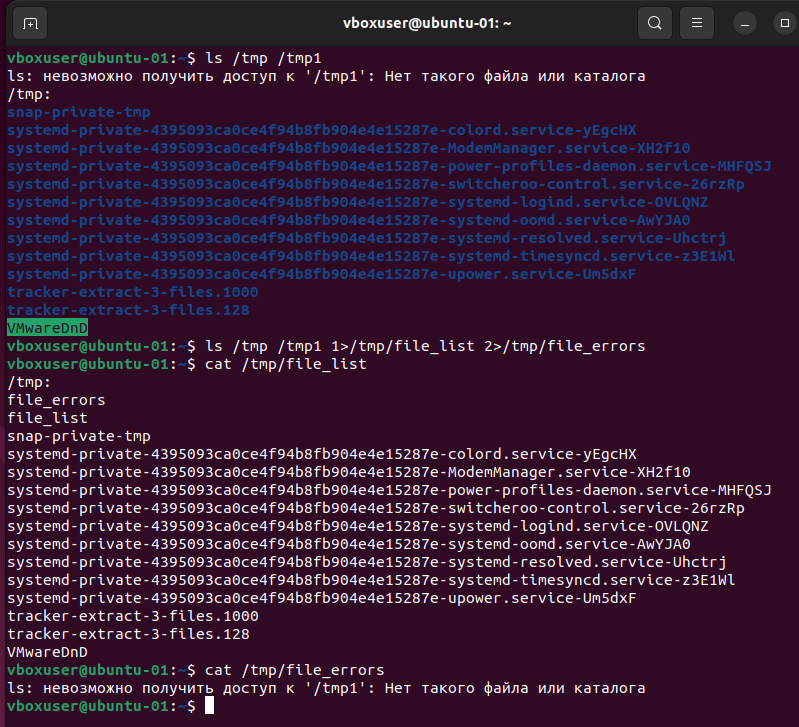 vboxuser@ubuntu-01: ~
vboxuser@ubuntu-01:~$ ls /tmp /tmp1
ls: невозможно получить доступ к '/tmp1': Нет такого файла или каталога
/tmp:
snap-private-tmp
systemd-private-4395093ca0ce4f94b8fb904e4e15287e-colord.service-yEgcHX
systemd-private-4395093ca0ce4f94b8fb904e4e15287e-ModemManager.service-XH2f10
systemd-private-4395093ca0ce4f94b8fb904e4e15287e-power-profiles-daemon.service-MHFQSJ
systemd-private-4395093ca0ce4f94b8fb904e4e15287e-switcheroo-control.service-26rzRp
systemd-private-4395093ca0ce4f94b8fb904e4e15287e-systemd-logind.service-OVLQNZ
systemd-private-4395093ca0ce4f94b8fb904e4e15287e-systemd-oomd.service-AwYJA0
systemd-private-4395093ca0ce4f94b8fb904e4e15287e-systemd-resolved.service-Uhctrj
systemd-private-4395093ca0ce4f94b8fb904e4e15287e-systemd-timesyncd.service-z3E1Wl
systemd-private-4395093ca0ce4f94b8fb904e4e15287e-upower.service-Um5dxF
tracker-extract-3-files.1000
tracker-extract-3-files.128
VMwareDnD
vboxuser@ubuntu-01:~$ ls /tmp /tmp1 1>/tmp/file_list 2>/tmp/file_errors
vboxuser@ubuntu-01:~$ cat /tmp/file_list
/tmp:
file_errors
file_list
snap-private-tmp
systemd-private-4395093ca0ce4f94b8fb904e4e15287e-colord.service-yEgcHX
systemd-private-4395093ca0ce4f94b8fb904e4e15287e-ModemManager.service-XH2f10
systemd-private-4395093ca0ce4f94b8fb904e4e15287e-power-profiles-daemon.service-MHFQSJ
systemd-private-4395093ca0ce4f94b8fb904e4e15287e-switcheroo-control.service-26rzRp
systemd-private-4395093ca0ce4f94b8fb904e4e15287e-systemd-logind.service-OVLQNZ
systemd-private-4395093ca0ce4f94b8fb904e4e15287e-systemd-oomd.service-AwYJA0
systemd-private-4395093ca0ce4f94b8fb904e4e15287e-systemd-resolved.service-Uhctrj
systemd-private-4395093ca0ce4f94b8fb904e4e15287e-systemd-timesyncd.service-z3E1Wl
systemd-private-4395093ca0ce4f94b8fb904e4e15287e-upower.service-Um5dxF
tracker-extract-3-files.1000
tracker-extract-3-files.128
VMwareDnD
vboxuser@ubuntu-01:~$ cat /tmp/file_errors
ls: невозможно получить доступ к '/tmp1': Нет такого файла или каталога
vboxuser@ubuntu-01:~$